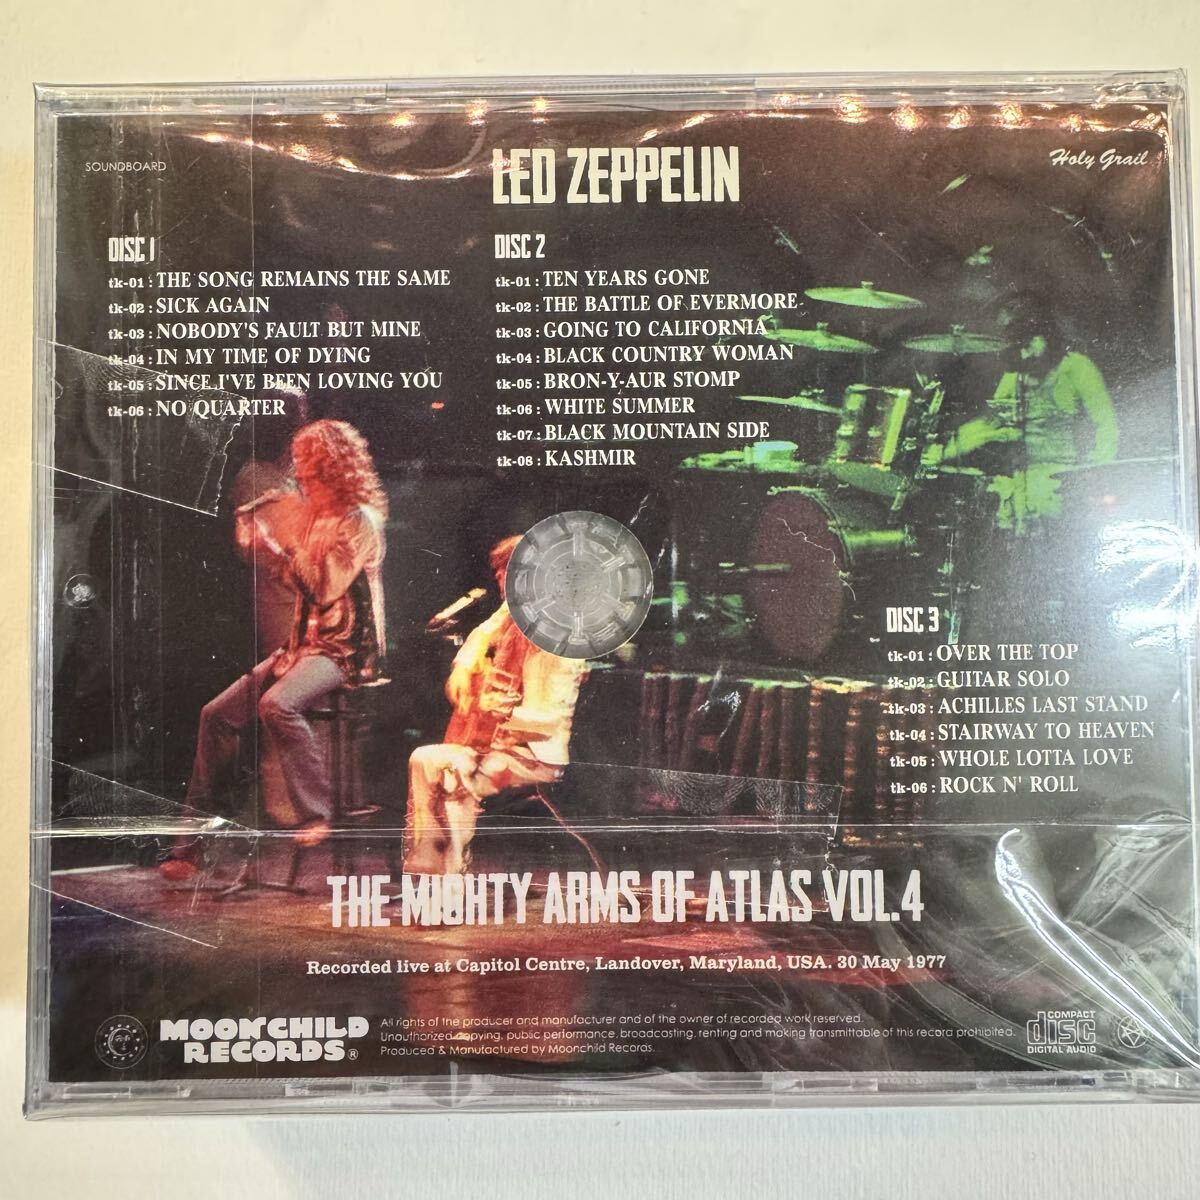 SOUNDBOARD
LED ZEPPELIN
Holy Grail
DISC 1
tk-01 : THE SONG REMAINS THE SAME
tk-02 : SICK AGAIN
tk-03 : NOBODY'S FAULT BUT MINE
tk-04 : IN MY TIME OF DYING
tk-05 : SINCE I'VE BEEN LOVING YOU
tk-06 : NO QUARTER
DISC 2
tk-01 : TEN YEARS GONE
tk-02 : THE BATTLE OF EVERMORE
tk-03 : GOING TO CALIFORNIA
tk-04 : BLACK COUNTRY WOMAN
tk-05 : BRON-Y-AUR STOMP
tk-06 : WHITE SUMMER
tk-07 : BLACK MOUNTAIN SIDE
tk-08 : KASHMIR
DISC 3
tk-01 : OVER THE TOP
tk-02 : GUITAR SOLO
tk-03 : ACHILLES LAST STAND
tk-04 : STAIRWAY TO HEAVEN
tk-05 : WHOLE LOTTA LOVE
tk-06 : ROCK N' ROLL
THE MIGHTY ARMS OF ATLAS VOL.4
Recorded live at Capitol Centre, Landover, Maryland, USA. 30 May 1977
MOONCHILD
RECORDS®
All rights of the producer and manufacturer and of the owner of recorded work reserved.
Unauthorized copying, public performance, broadcasting, renting and making transmittable of this record prohibited.
Produced & Manufactured by Moonchild Records.
COMPACT
disc
DIGITAL AUDIO